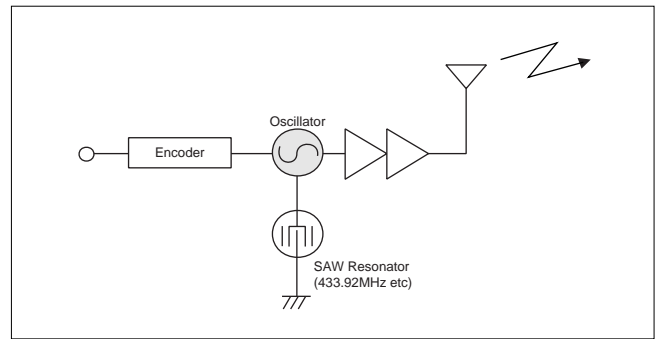 Oscillator
Encoder
SAW Resonator
(433.92MHz etc)